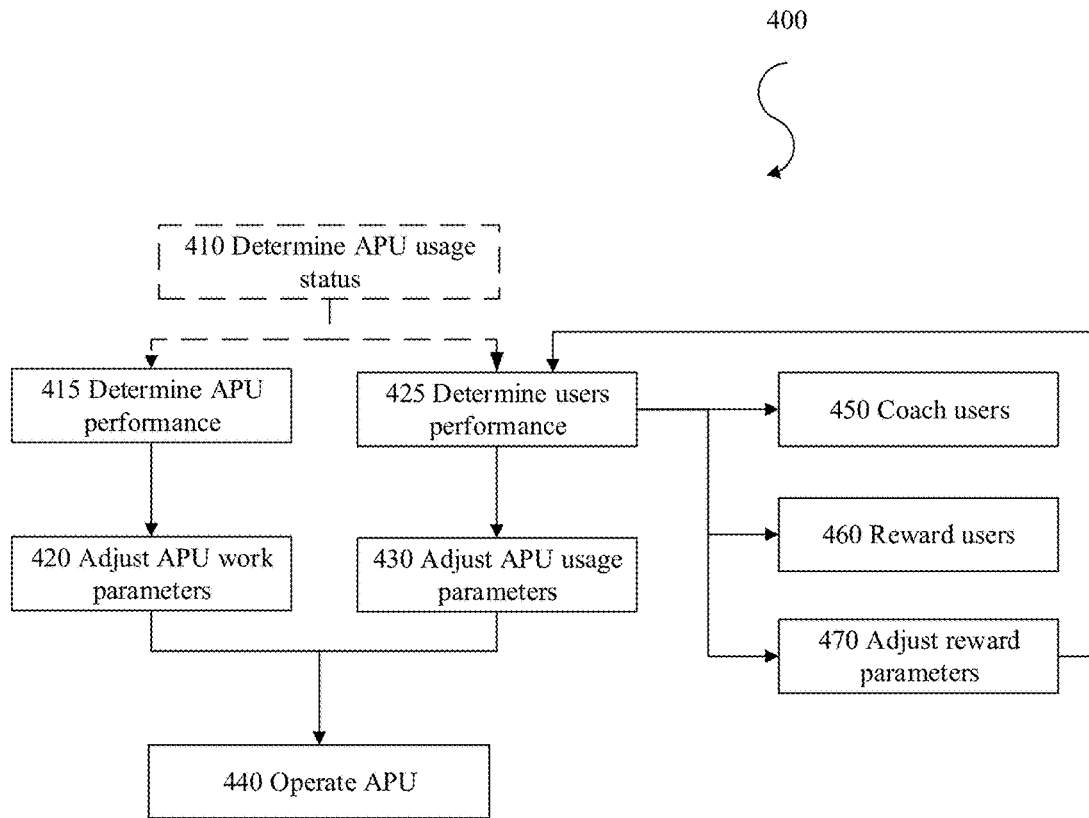 400
410 Determine APU usage
status
415 Determine APU
performance
425 Determine users
performance
450 Coach users
420 Adjust APU work
parameters
430 Adjust APU usage
parameters
460 Reward users
470 Adjust reward
parameters
440 Operate APU